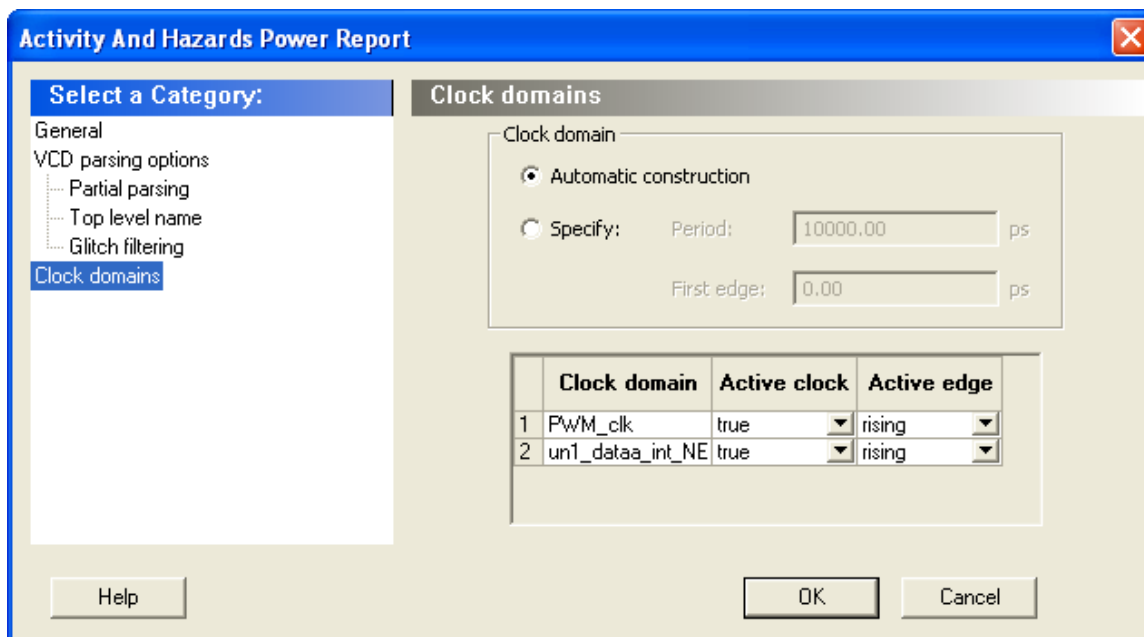 Activity And Hazards Power Report
Select a Category:
General
VCD parsing options
Partial parsing
Top level name
Glitch filtering
Clock domains
Clock domains
Clock domain
Automatic construction
Specify: Period: 10000.00 ps
First edge: 0.00 ps
Clock domain Active clock Active edge
1 PWM_clk true rising
2 un1_dataa_int_NE true rising
Help OK Cancel